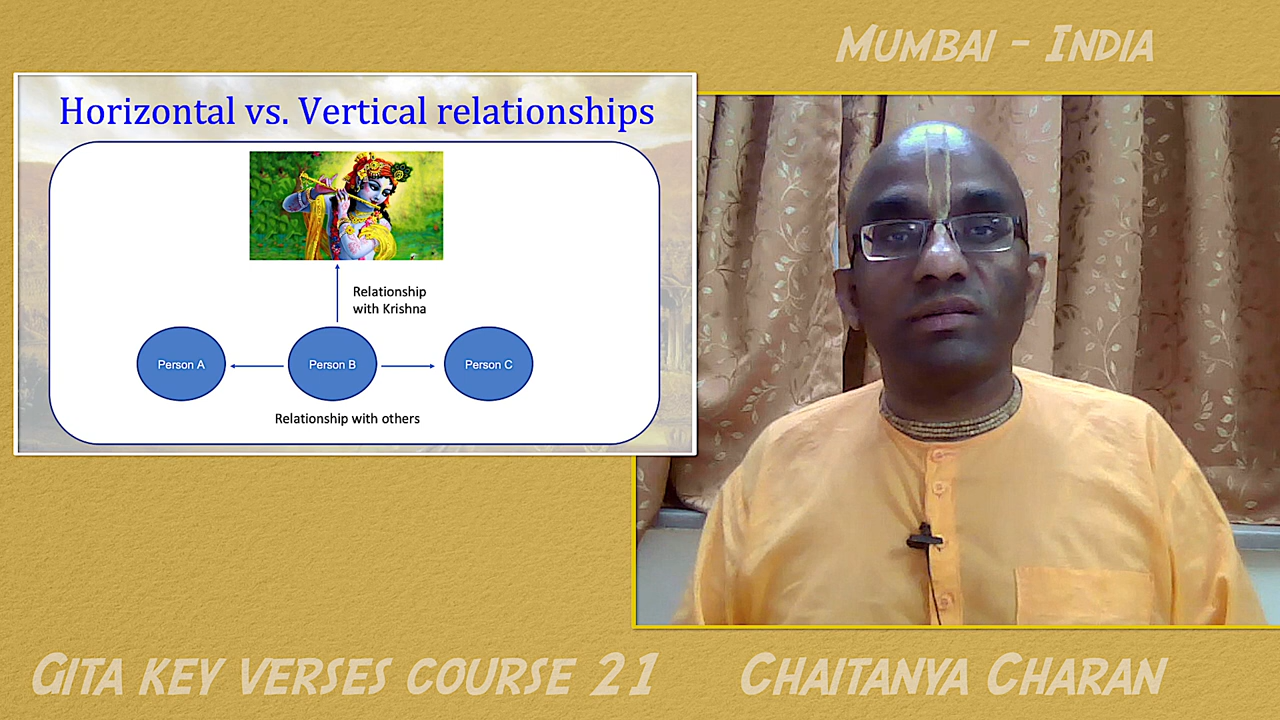 Mumbai - India
Horizontal vs. Vertical relationships
Relationship
with Krishna
Person A
Person B
Person C
Relationship with others
Gita key verses course 21
Chaitanya Charan